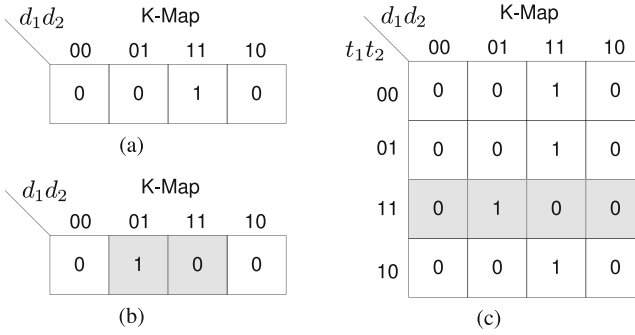 d₁d₂ K-Map
00 01 11 10
0 0 1 0
(a)
d₁d₂ K-Map
00 01 11 10
0 1 0 0
(b)
d₁d₂ K-Map
t₁t₂ 00 01 11 10
00 0 0 1 0
01 0 0 1 0
11 0 1 0 0
10 0 0 1 0
(c)